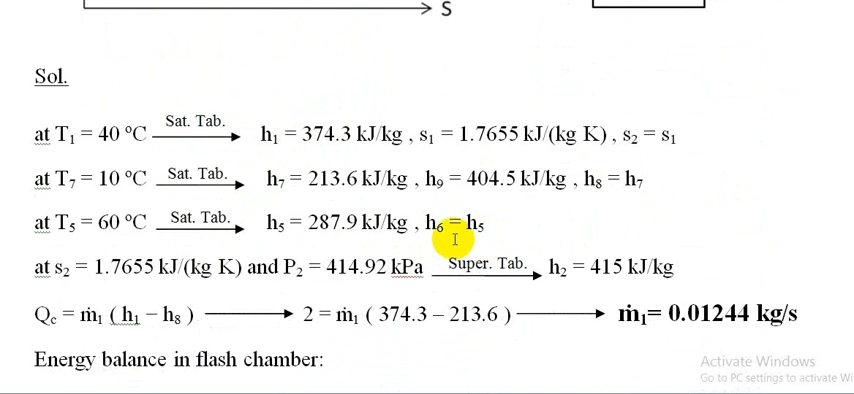 S
Sol.
at T₁ = 40 ºC Sat. Tab. h₁ = 374.3 kJ/kg , s₁ = 1.7655 kJ/(kg K) , s₂ = s₁
at T₇ = 10 ºC Sat. Tab. h₇ = 213.6 kJ/kg , h₉ = 404.5 kJ/kg , h₈ = h₇
at T₅ = 60 ºC Sat. Tab. h₅ = 287.9 kJ/kg , h₆ = h₅
at s₂ = 1.7655 kJ/(kg K) and P₂ = 414.92 kPa Super. Tab. h₂ = 415 kJ/kg
Q꜀ = ṁ₁ ( h₁ – h₈ ) 2 = ṁ₁ ( 374.3 – 213.6 ) ṁ₁= 0.01244 kg/s
Energy balance in flash chamber:
Activate Windows
Go to PC settings to activate Wi